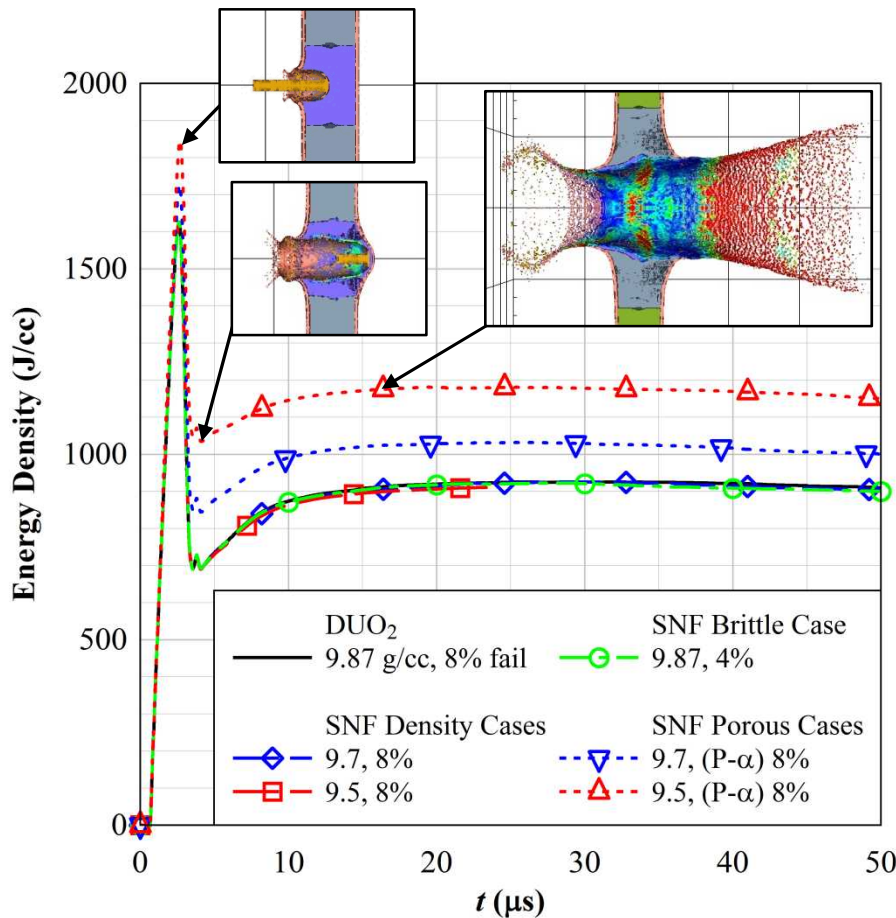 Energy Density (J/cc)
2000
1500
1000
500
0
DUO₂
9.87 g/cc, 8% fail
SNF Brittle Case
9.87, 4%
SNF Density Cases
9.7, 8%
9.5, 8%
SNF Porous Cases
9.7, (P-α) 8%
9.5, (P-α) 8%
0 10 20 30 40 50
t (μs)